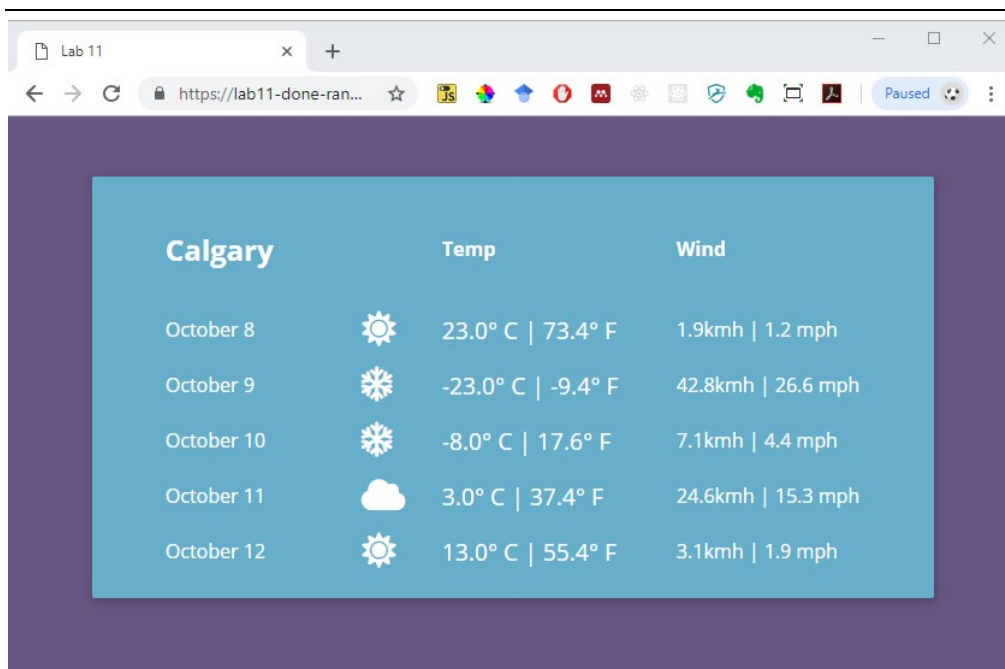 Lab 11
https://lab11-done-ran...
JS
Paused
Calgary Temp Wind
October 8 23.0° C | 73.4° F 1.9kmh | 1.2 mph
October 9 -23.0° C | -9.4° F 42.8kmh | 26.6 mph
October 10 -8.0° C | 17.6° F 7.1kmh | 4.4 mph
October 11 3.0° C | 37.4° F 24.6kmh | 15.3 mph
October 12 13.0° C | 55.4° F 3.1kmh | 1.9 mph